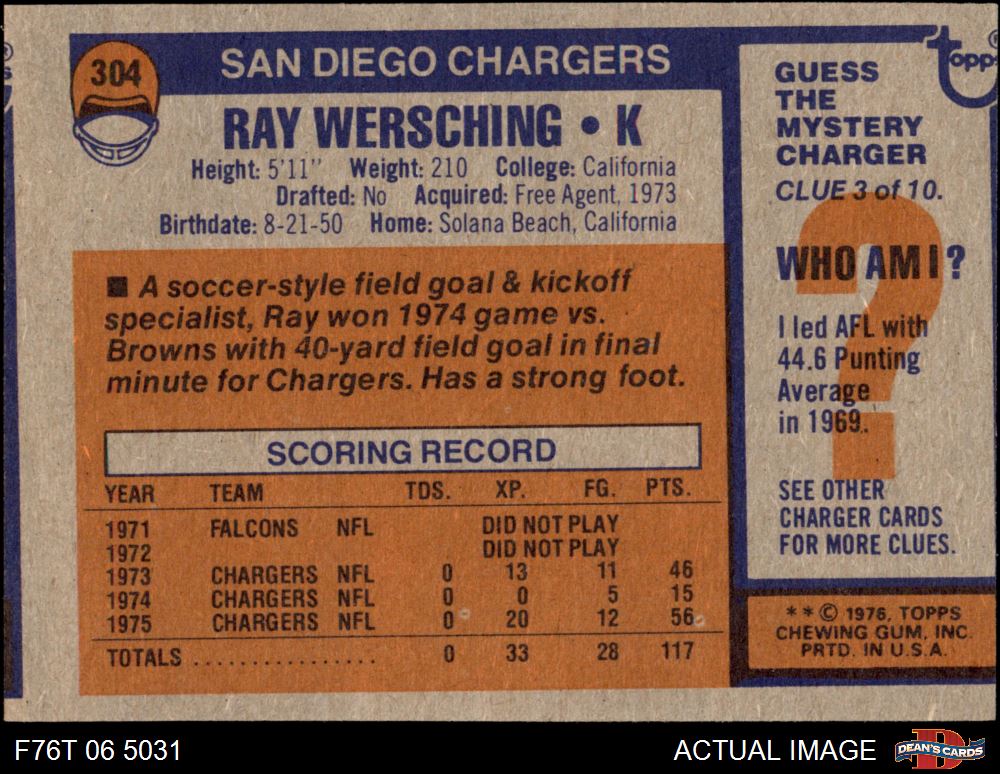 304
SAN DIEGO CHARGERS
RAY WERSCHING • K
Height: 5'11" Weight: 210 College: California
Drafted: No Acquired: Free Agent, 1973
Birthdate: 8-21-50 Home: Solana Beach, California
■ A soccer-style field goal & kickoff
specialist, Ray won 1974 game vs.
Browns with 40-yard field goal in final
minute for Chargers. Has a strong foot.
SCORING RECORD
YEAR TEAM TDS. XP. FG. PTS.
1971 FALCONS NFL DID NOT PLAY
1972 DID NOT PLAY
1973 CHARGERS NFL 0 13 11 46
1974 CHARGERS NFL 0 0 5 15
1975 CHARGERS NFL 0 20 12 56
TOTALS ................ 0 33 28 117
topps
GUESS
THE
MYSTERY
CHARGER
CLUE 3 of 10.
?
WHO AM I?
I led AFL with
44.6 Punting
Average
in 1969.
SEE OTHER
CHARGER CARDS
FOR MORE CLUES.
* * © 1976, TOPPS
CHEWING GUM, INC.
PRTD. IN U.S.A.
F76T 06 5031
ACTUAL IMAGE
D
DEAN'S CARDS